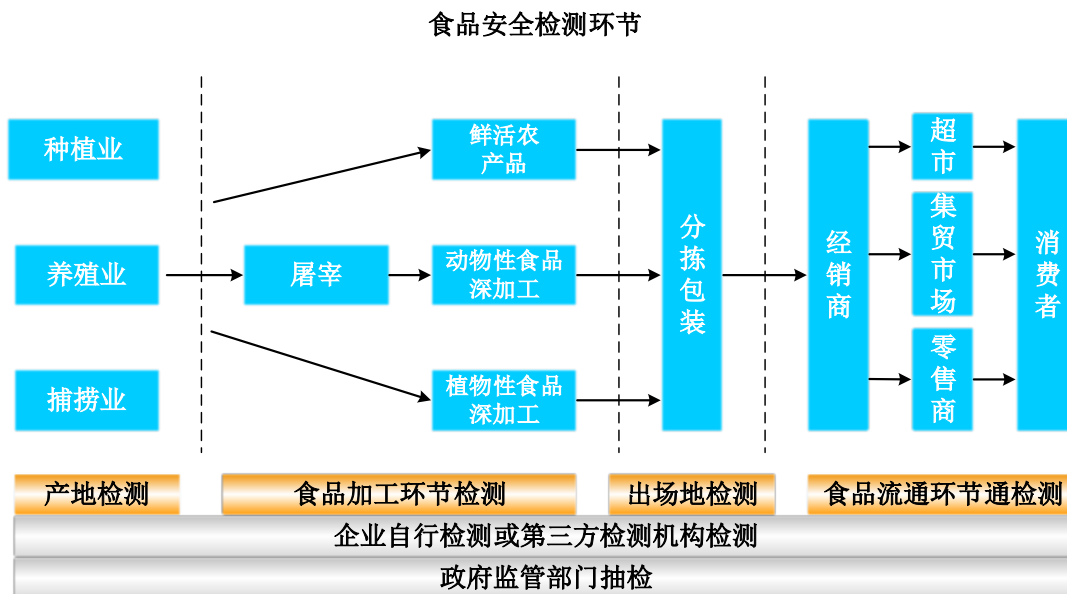 食品安全检测环节
种植业
养殖业
捕捞业
屠宰
鲜活农
产品
动物性食品
深加工
植物性食品
深加工
分拣包装
经销商
超市
集贸市场
零售商
消费者
产地检测
食品加工环节检测
出场地检测
食品流通环节通检测
企业自行检测或第三方检测机构检测
政府监管部门抽检